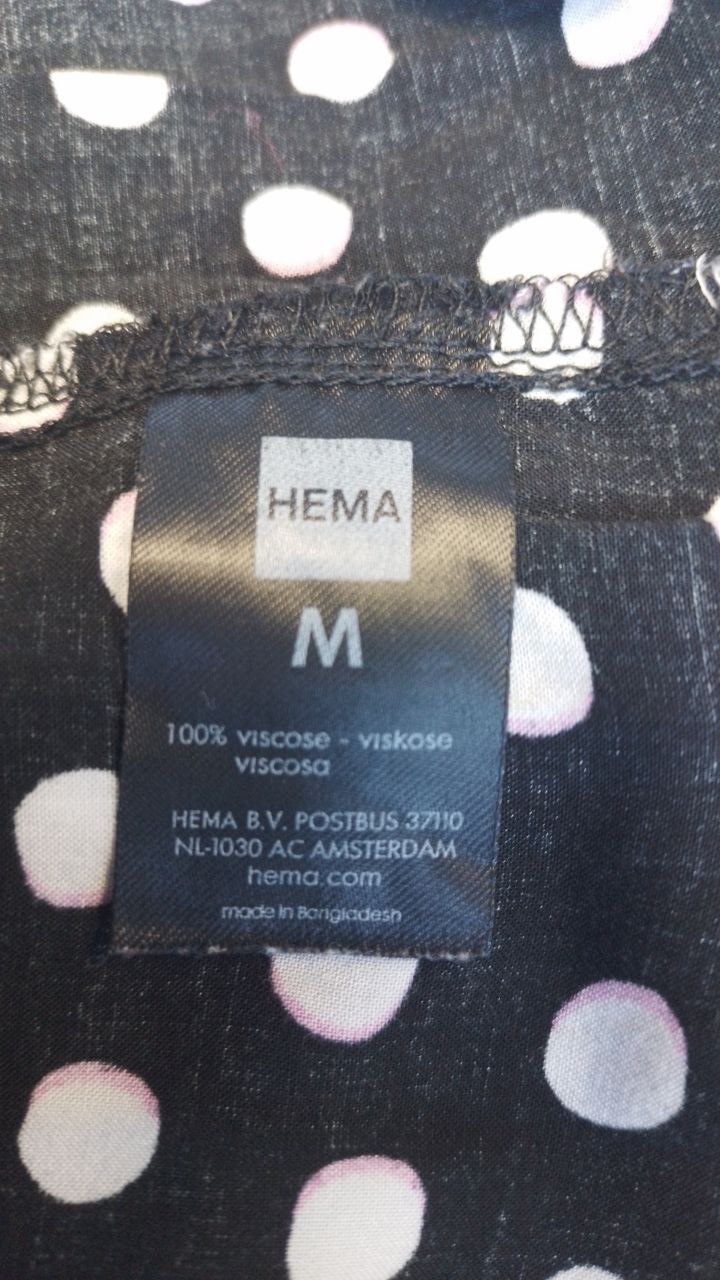 HEMA
M
100% viscose - viskose
viscosa
HEMA B.V. POSTBUS 37110
NL-1030 AC AMSTERDAM
hema.com
made in Bangladesh